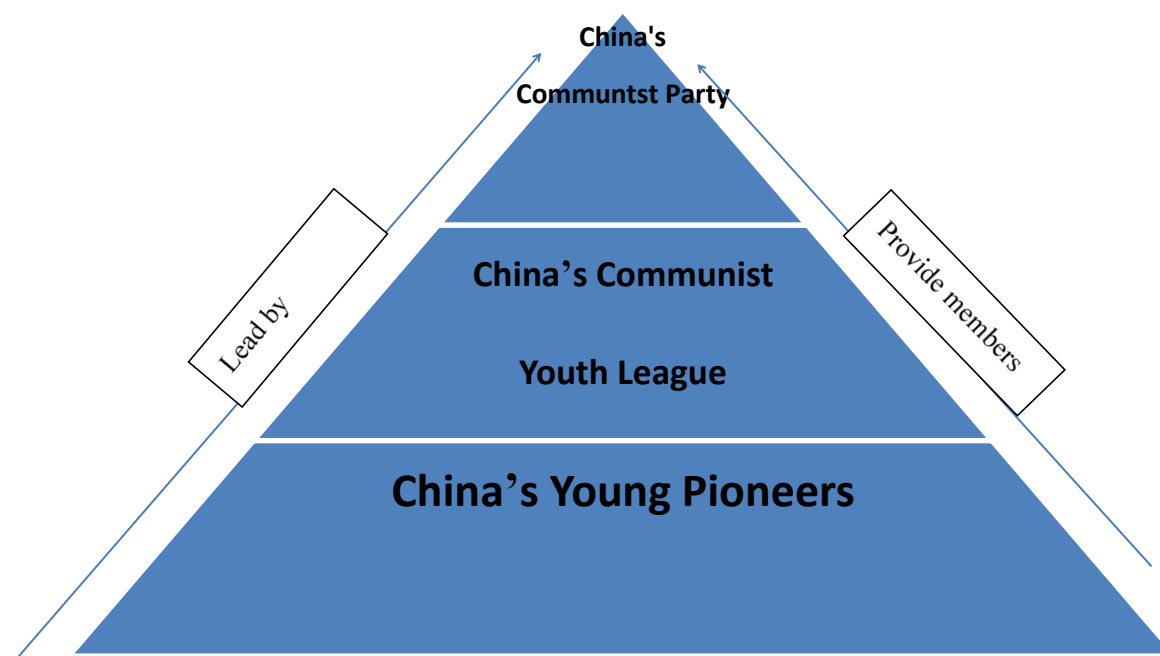 China's
Communtst Party
Lead by
Provide members
China’s Communist
Youth League
China’s Young Pioneers